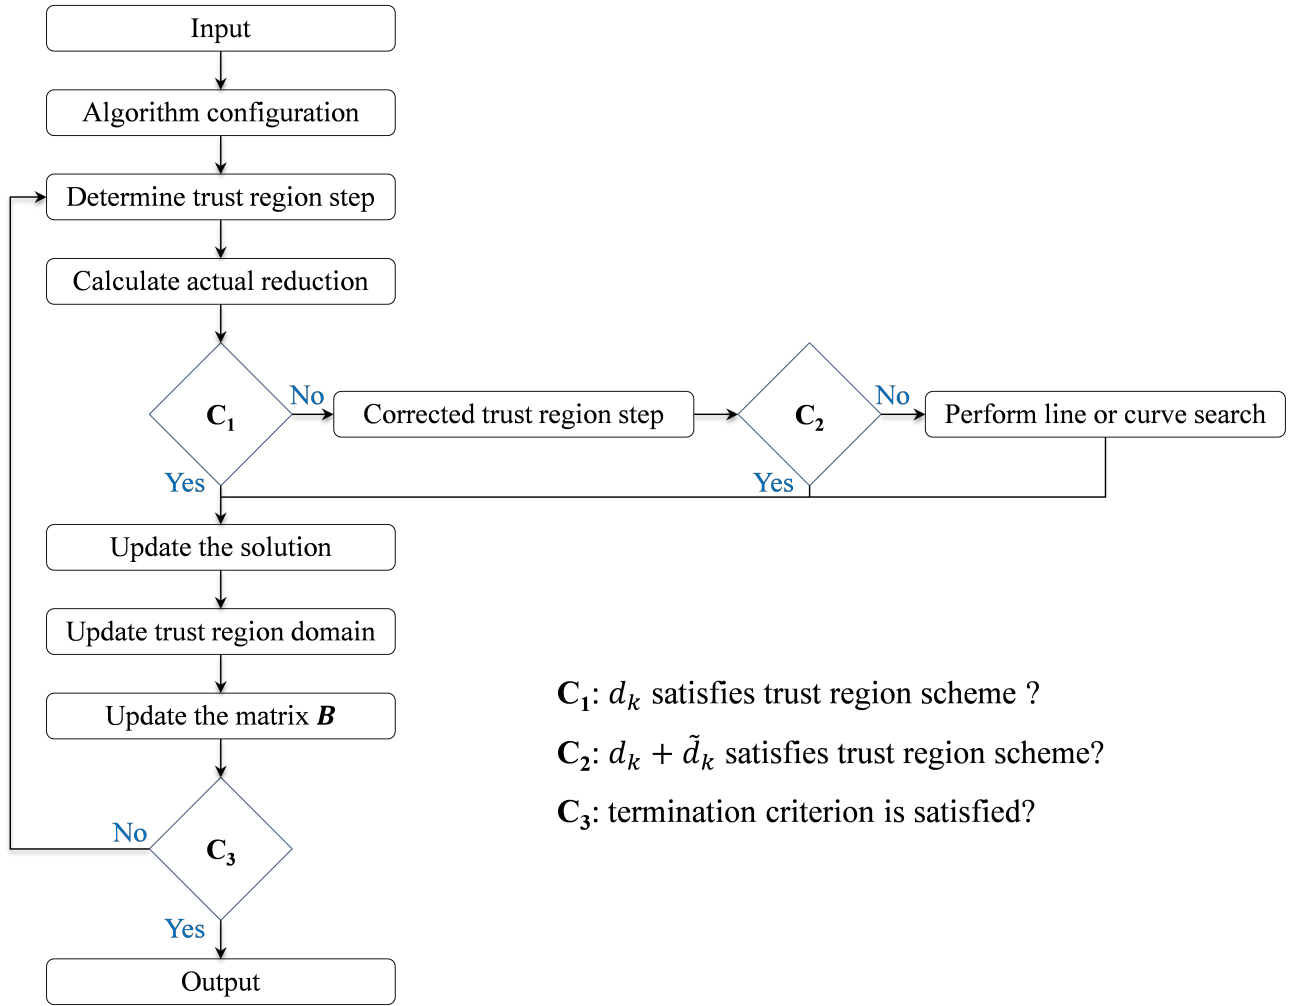 Input
Algorithm configuration
Determine trust region step
Calculate actual reduction
C₁
No
Corrected trust region step
C₂
No
Perform line or curve search
Yes
Yes
Update the solution
Update trust region domain
Update the matrix B
C₁: dₖ satisfies trust region scheme ?
C₂: dₖ + d̃ₖ satisfies trust region scheme?
C₃: termination criterion is satisfied?
No
C₃
Yes
Output